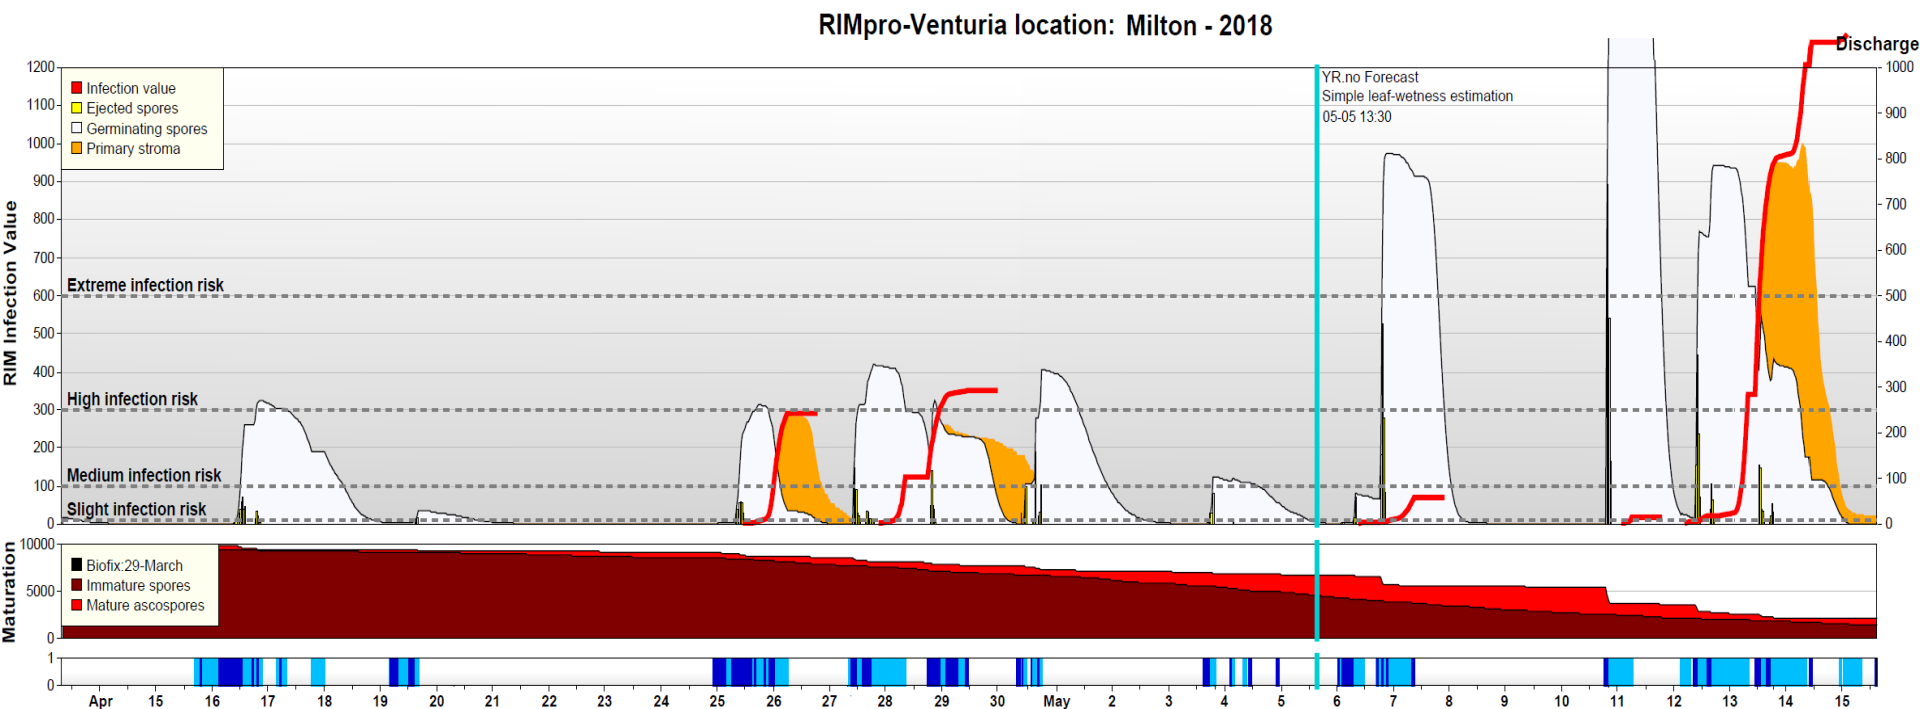 RIMpro-Venturia location: Milton - 2018
Discharge
1200
1100
1000
900
800
700
600
500
400
300
200
100
0
RIM Infection Value
Infection value
Ejected spores
Germinating spores
Primary stroma
Extreme infection risk
High infection risk
Medium infection risk
Slight infection risk
YR.no Forecast
Simple leaf-wetness estimation
05-05 13:30
1000
900
800
700
600
500
400
300
200
100
0
Maturation
10000
5000
0
Biofix:29-March
Immature spores
Mature ascospores
1
0
Apr 15 16 17 18 19 20 21 22 23 24 25 26 27 28 29 30 May 2 3 4 5 6 7 8 9 10 11 12 13 14 15